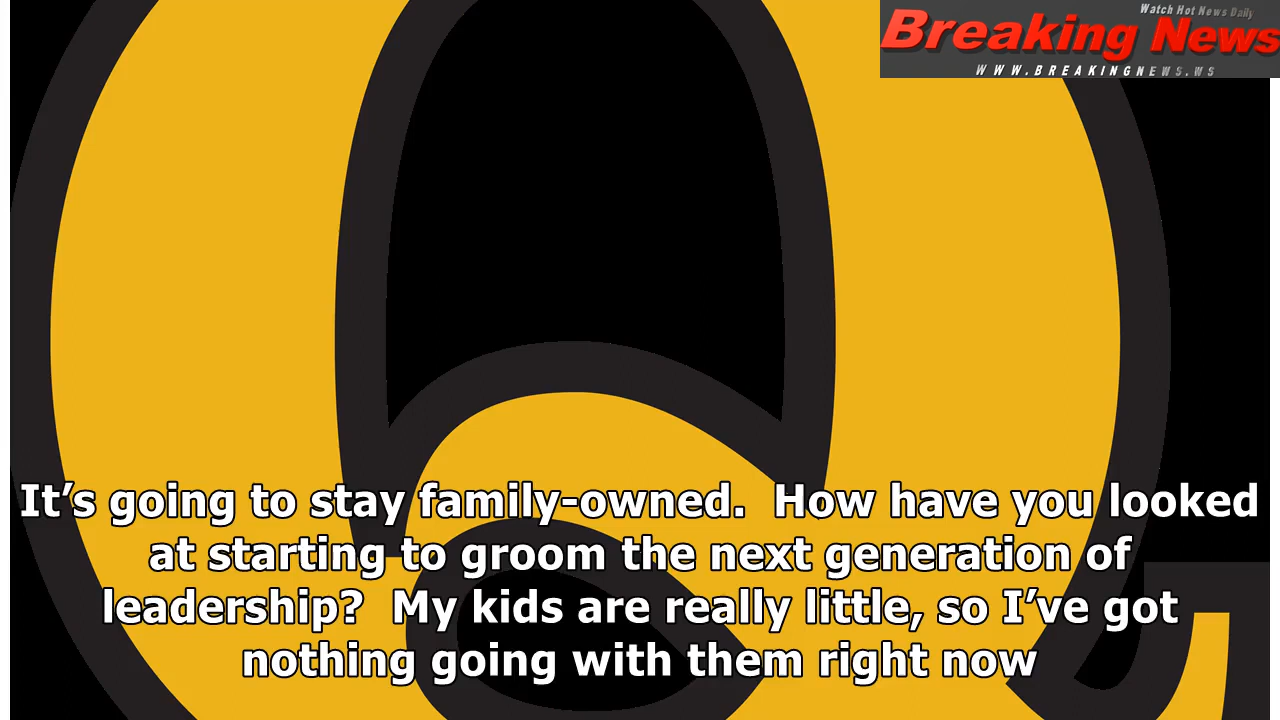 Watch Hot News Daily
Breaking News
WWW.BREAKINGNEWS.WS
It’s going to stay family-owned.  How have you looked
at starting to groom the next generation of
leadership?  My kids are really little, so I’ve got
nothing going with them right now